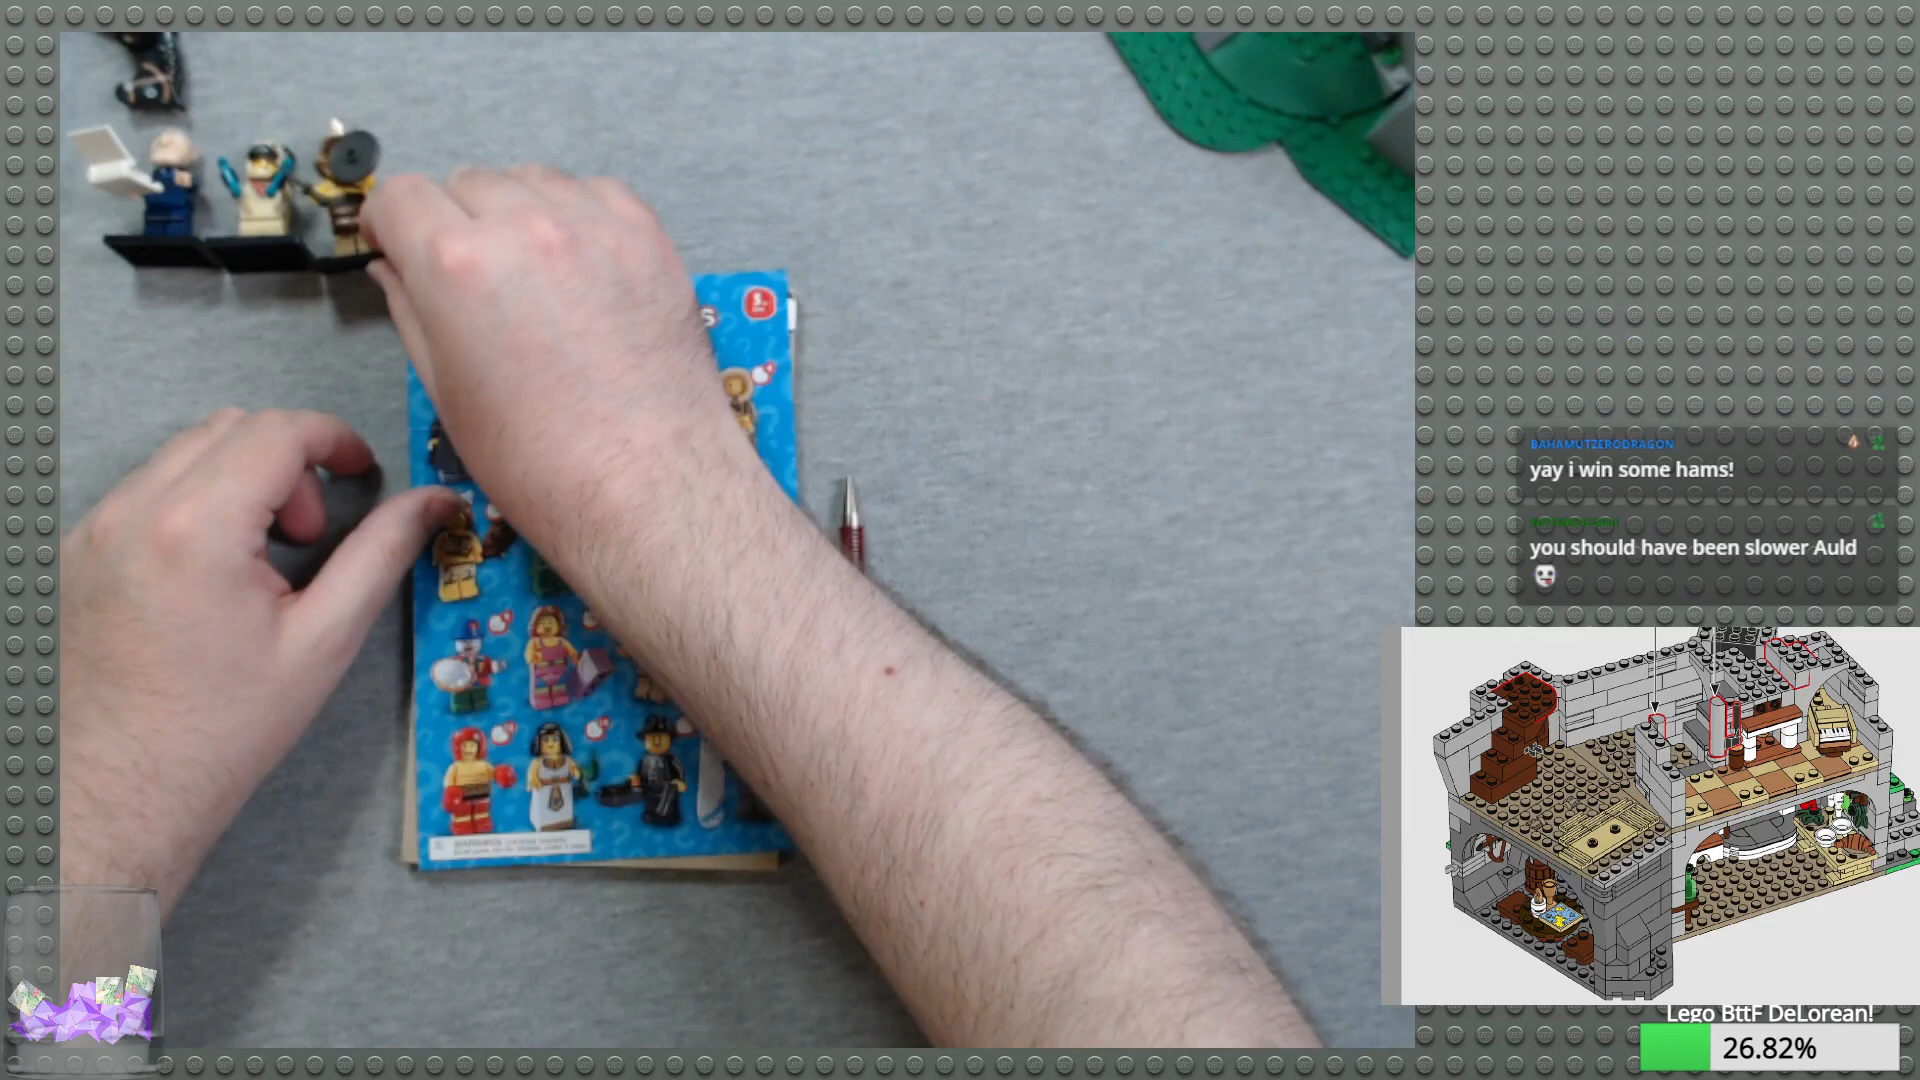 BAHAMUTZERODRAGON
yay i win some hams!
you should have been slower Auld
Lego BttF DeLorean!
26.82%